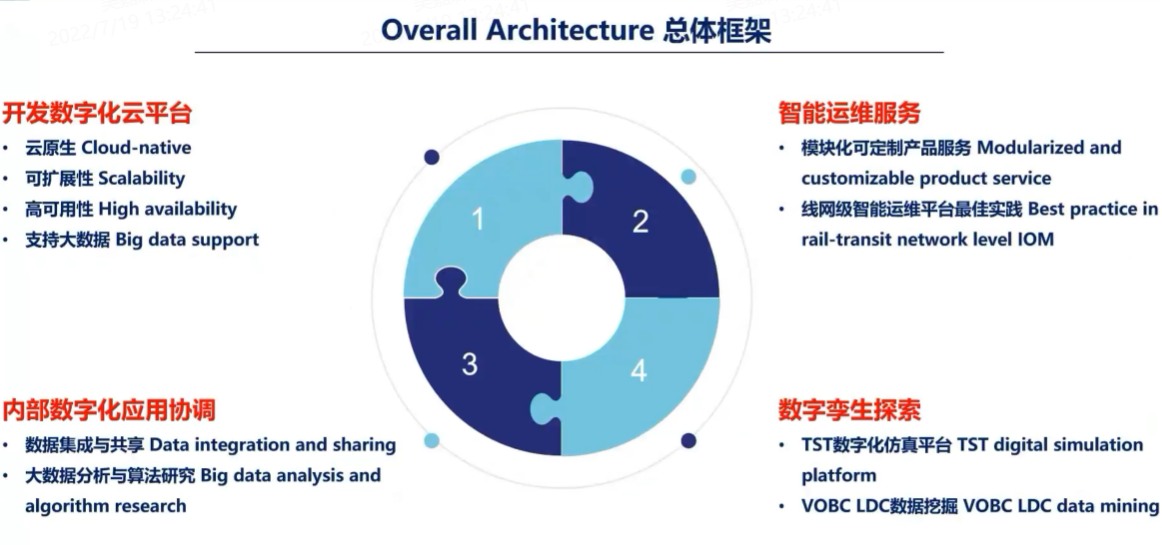 2022/7/19 13:24:41
13:24:41
Overall Architecture 总体框架
开发数字化云平台
• 云原生 Cloud-native
• 可扩展性 Scalability
• 高可用性 High availability
• 支持大数据 Big data support
智能运维服务
• 模块化可定制产品服务 Modularized and
customizable product service
• 线网级智能运维平台最佳实践 Best practice in
rail-transit network level IOM
1
2
3
4
内部数字化应用协调
• 数据集成与共享 Data integration and sharing
• 大数据分析与算法研究 Big data analysis and
algorithm research
数字孪生探索
• TST数字化仿真平台 TST digital simulation
platform
• VOBC LDC数据挖掘 VOBC LDC data mining